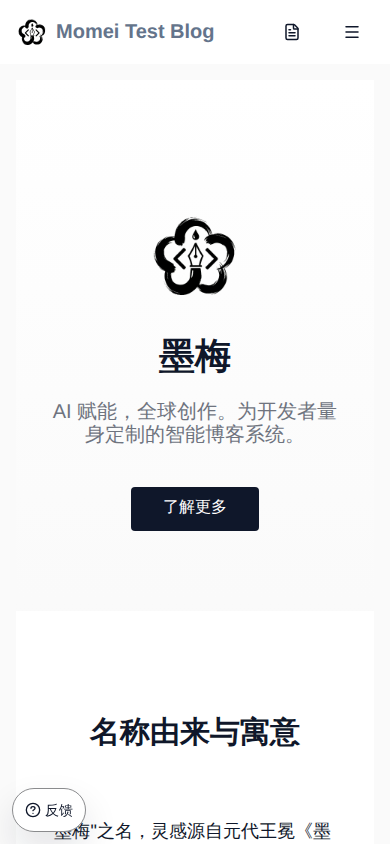 Momei Test Blog
墨梅
AI 赋能，全球创作。为开发者量
身定制的智能博客系统。
了解更多
名称由来与寓意
墨梅"之名，灵感源自元代王冕《墨
反馈